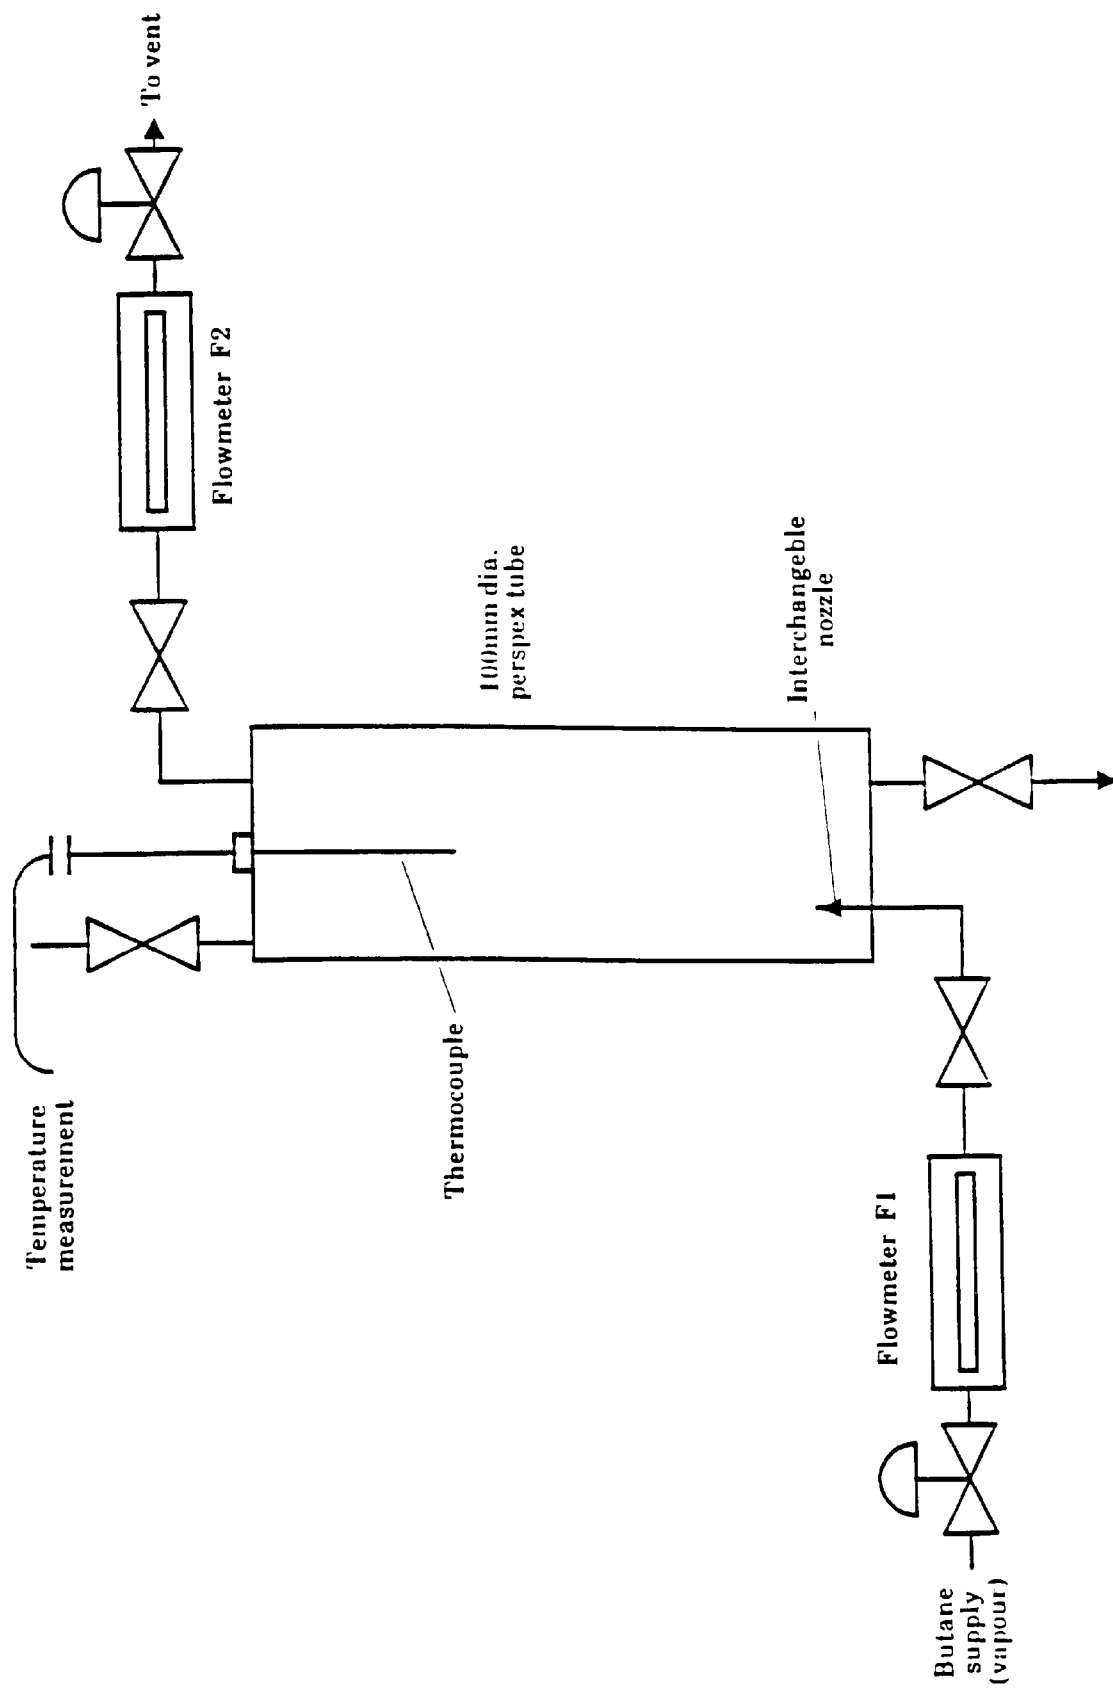 Temperature
measurement
To vent
Flowmeter F2
Thermocouple
100mm dia.
perspex tube
Interchangeble
nozzle
Flowmeter F1
Butane
supply
(vapour)